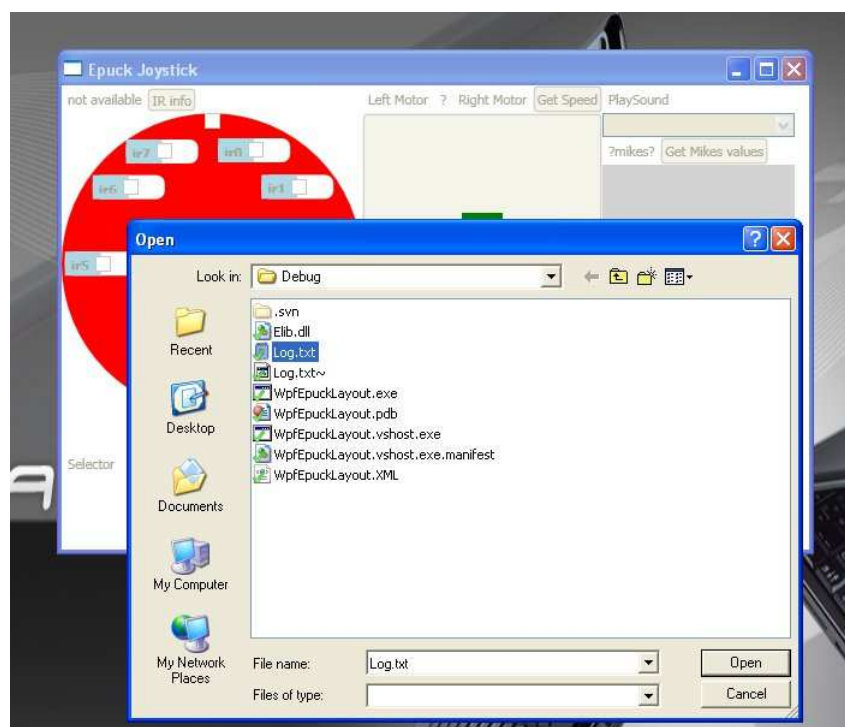 Epuck Joystick
not available IR info Left Motor ? Right Motor Get Speed PlaySound
?mikes? Get Mikes values
ir7 ir0
ir6 ir1
ir5
Selector
Open
Look in: Debug
.svn
Elib.dll
Log.txt
Log.txt~
WpfEpuckLayout.exe
WpfEpuckLayout.pdb
WpfEpuckLayout.vshost.exe
WpfEpuckLayout.vshost.exe.manifest
WpfEpuckLayout.XML
Recent
Desktop
Documents
My Computer
My Network
Places
File name: Log.txt Open
Files of type: Cancel